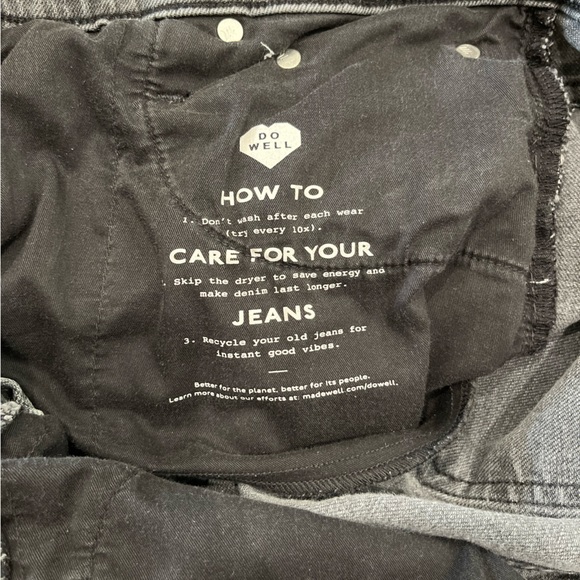 DO
WELL
HOW TO
1. Don't wash after each wear
(try every 10x).
CARE FOR YOUR
. Skip the dryer to save energy and
make denim last longer.
JEANS
3. Recycle your old jeans for
instant good vibes.
Better for the planet, better for its people.
Learn more about our efforts at: madewell.com/dowell.